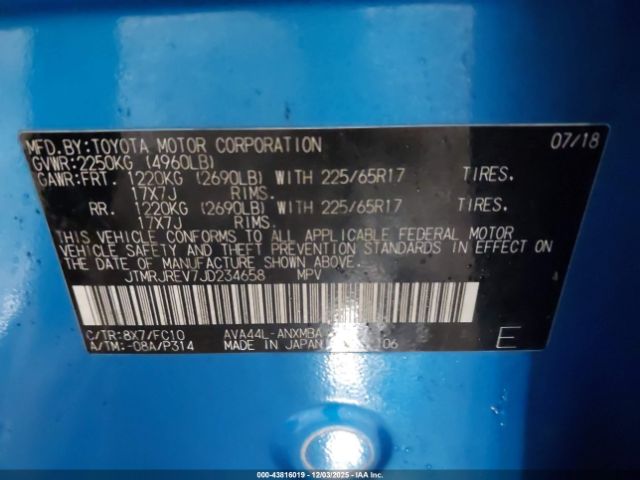 MFD.BY:TOYOTA MOTOR CORPORATION 07/18
GVWR:2250KG (4960LB)
GAWR:FRT. 1220KG (2690LB) WITH 225/65R17 TIRES.
17X7J RIMS.
RR. 1220KG (2690LB) WITH 225/65R17 TIRES.
17X7J RIMS.
THIS VEHICLE CONFORMS TO ALL APPLICABLE FEDERAL MOTOR
VEHICLE SAFETY AND THEFT PREVENTION STANDARDS IN EFFECT ON
THE DATE OF MANUFACTURE SHOWN ABOVE.
JTMRJREV7JD234658 MPV
C/TR:8X7/FC10 AVA44L-ANXMBA
A/TM:-08A/P314 MADE IN JAPAN 106 E
000-43816019 - 12/03/2025 - IAAI.COM